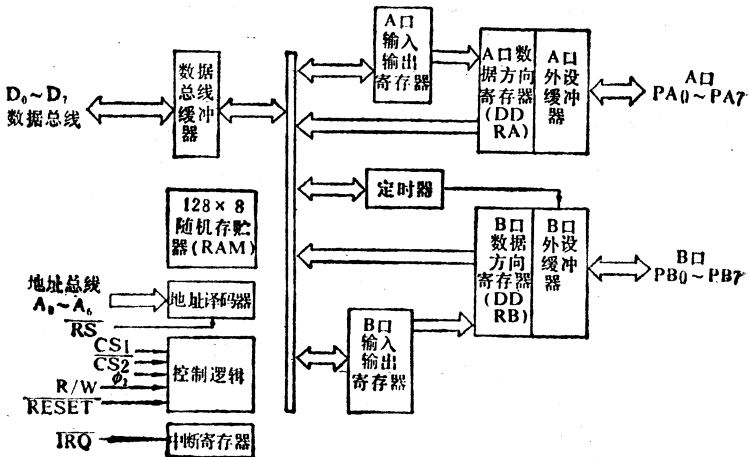 D₀~D₇
数据总线
数据
总线
缓冲
器
A口
输入
输出
寄存器
A口数
据方向
寄存器
(DD
RA)
A口
外设
缓冲
器
A口
PA0~PA7
定时器
128×8
随机存贮
器(RAM)
B口
数据
方向
寄存器
(DD
RB)
B口
外设
缓冲
器
B口
PB0~PB7
地址总线
A₀~A₆
地址译码器
R̅S̅
B口
输入
输出
寄存器
CS1
C̅S̅2̅
ϕ₂
R/W
R̅E̅S̅E̅T̅
控制逻辑
I̅R̅Q̅
中断寄存器